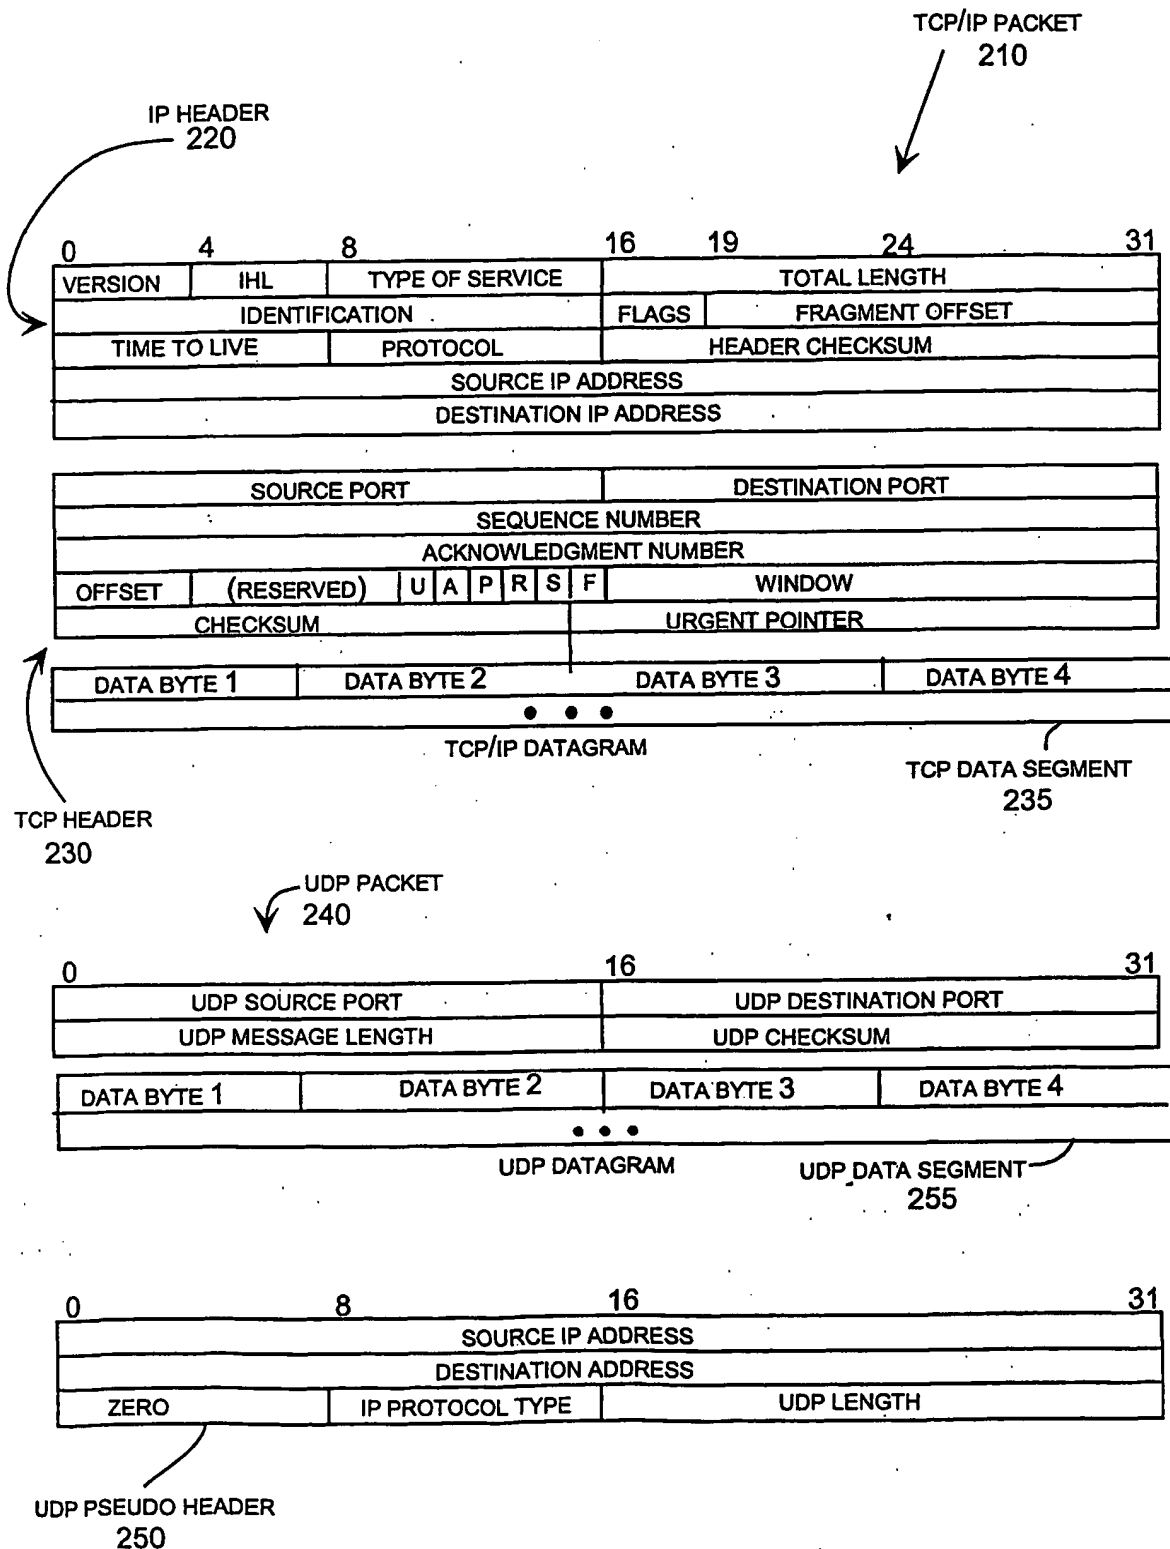 TCP/IP PACKET
210
IP HEADER
220
0 4 8 16 19 24 31
VERSION IHL TYPE OF SERVICE TOTAL LENGTH
IDENTIFICATION FLAGS FRAGMENT OFFSET
TIME TO LIVE PROTOCOL HEADER CHECKSUM
SOURCE IP ADDRESS
DESTINATION IP ADDRESS
SOURCE PORT DESTINATION PORT
SEQUENCE NUMBER
ACKNOWLEDGMENT NUMBER
OFFSET (RESERVED) U A P R S F WINDOW
CHECKSUM URGENT POINTER
DATA BYTE 1 DATA BYTE 2 DATA BYTE 3 DATA BYTE 4
• • •
TCP/IP DATAGRAM
TCP DATA SEGMENT
235
TCP HEADER
230
UDP PACKET
240
0 16 31
UDP SOURCE PORT UDP DESTINATION PORT
UDP MESSAGE LENGTH UDP CHECKSUM
DATA BYTE 1 DATA BYTE 2 DATA BYTE 3 DATA BYTE 4
• • •
UDP DATAGRAM
UDP DATA SEGMENT
255
0 8 16 31
SOURCE IP ADDRESS
DESTINATION ADDRESS
ZERO IP PROTOCOL TYPE UDP LENGTH
UDP PSEUDO HEADER
250